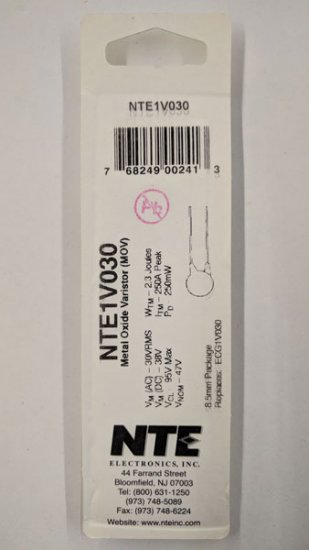 NTE1V030
7 68249 00241 3
NTE1V030
Metal Oxide Varistor (MOV)
VM (AC) – 30VRMS
VM (DC) – 38V
VCL – 95V Max
VNOM – 47V
WTM – 2.3 Joules
ITM – 250A Peak
PD – 250mW
8.5mm Package
Replaces: ECG1V030
NTE
ELECTRONICS, INC.
44 Farrand Street
Bloomfield, NJ 07003
Tel: (800) 631-1250
(973) 748-5089
Fax: (973) 748-6224
Website: www.nteinc.com